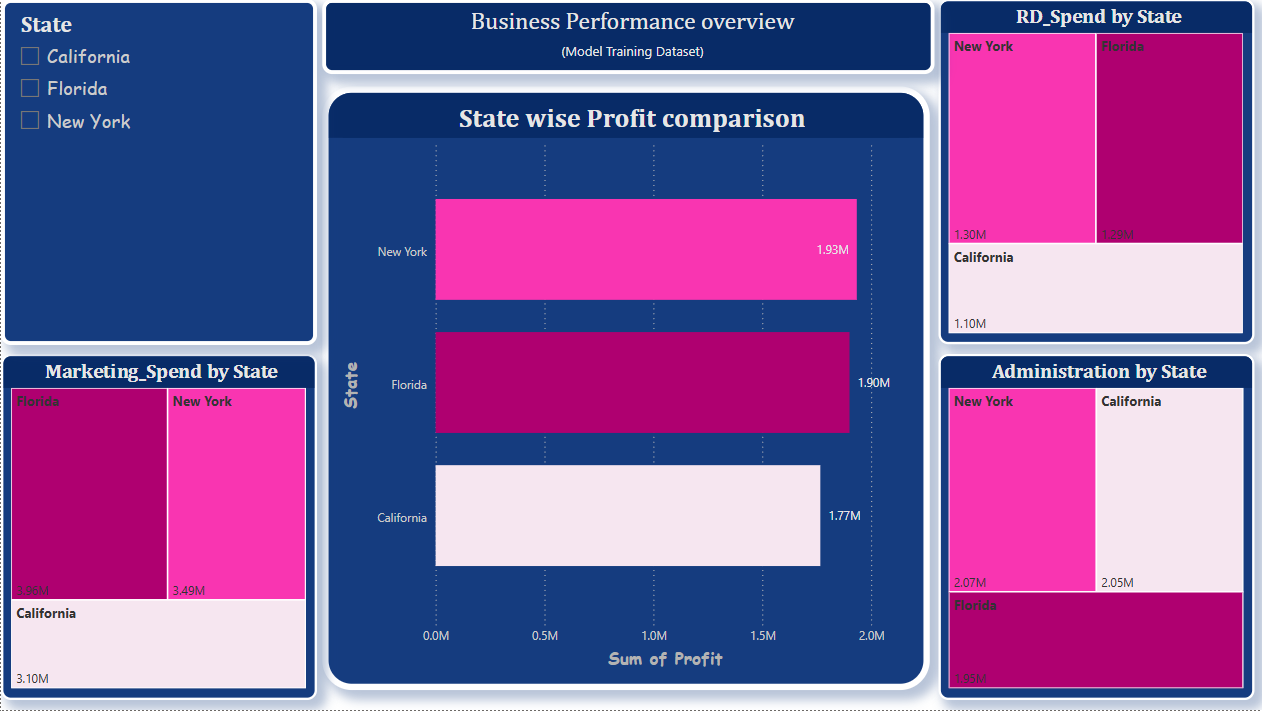 State
California
Florida
New York
Business Performance overview
(Model Training Dataset)
State wise Profit comparison
State
New York
1.93M
Florida
1.90M
California
1.77M
0.0M 0.5M 1.0M 1.5M 2.0M
Sum of Profit
RD_Spend by State
New York Florida
1.30M 1.29M
California
1.10M
Marketing_Spend by State
Florida New York
3.96M 3.49M
California
3.10M
Administration by State
New York California
2.07M 2.05M
Florida
1.95M